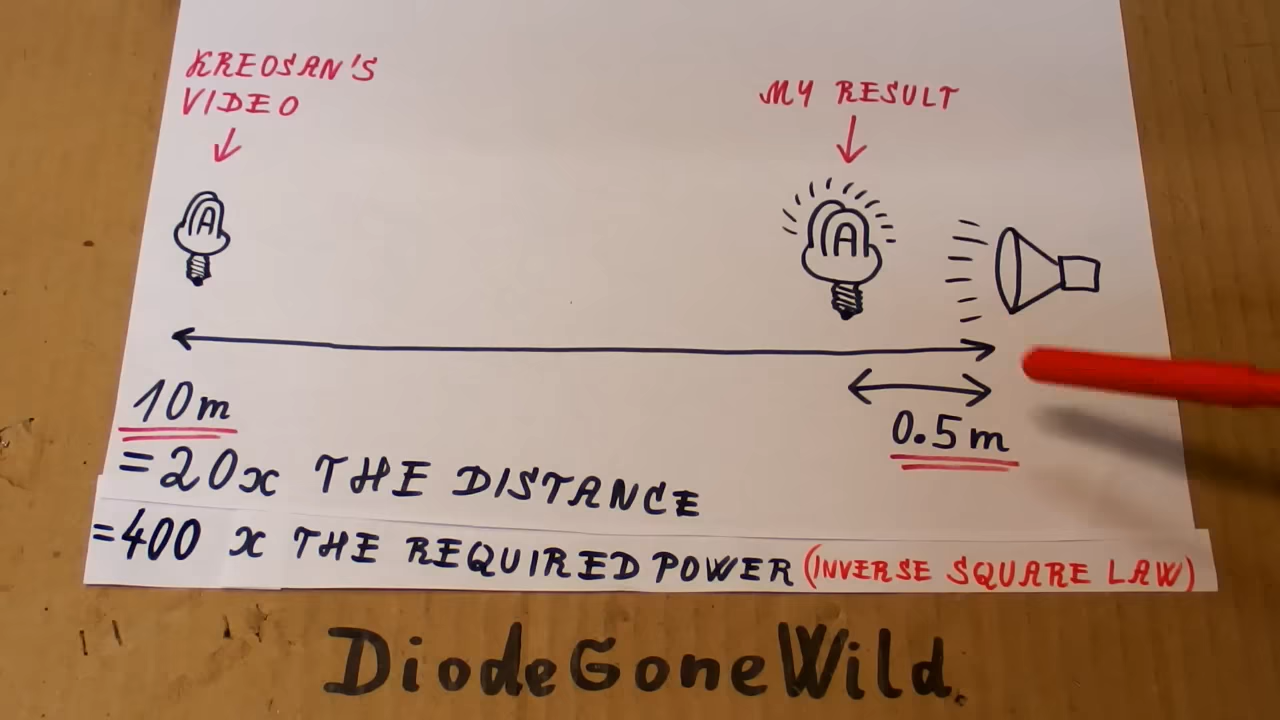 KREOSAN'S
VIDEO
MY RESULT
10m
0.5m
=20x THE DISTANCE
=400 x THE REQUIRED POWER (INVERSE SQUARE LAW)
DiodeGoneWild.